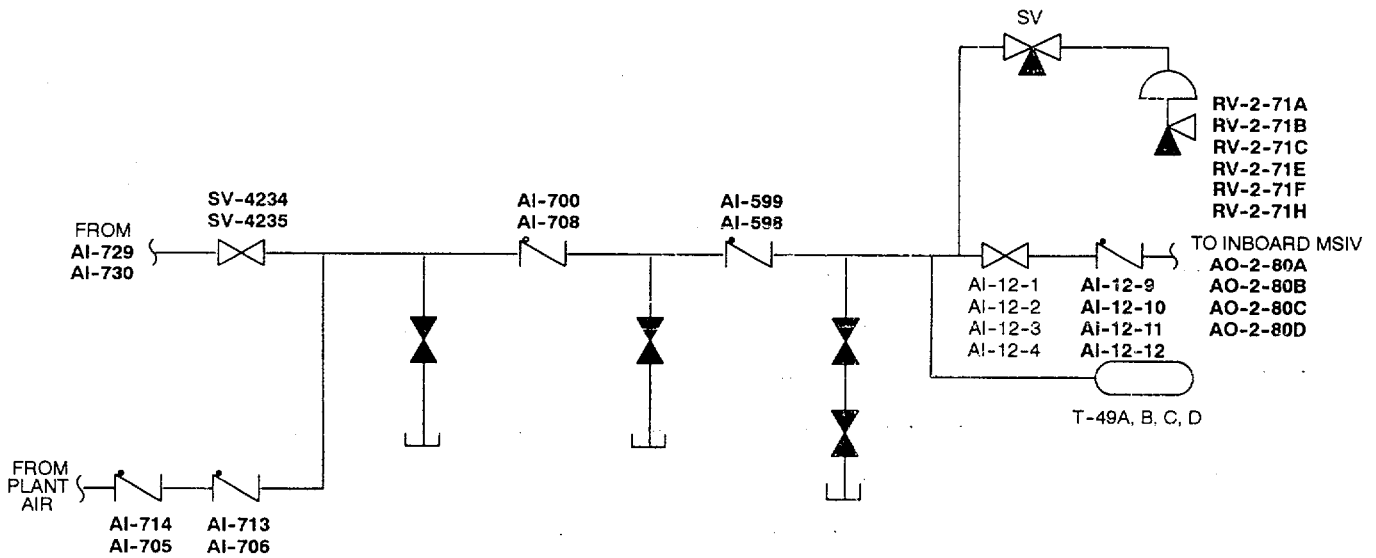 SV
RV-2-71A
RV-2-71B
RV-2-71C
RV-2-71E
RV-2-71F
RV-2-71H
SV-4234
SV-4235
AI-700
AI-708
AI-599
AI-598
FROM
AI-729
AI-730
TO INBOARD MSIV
AO-2-80A
AO-2-80B
AO-2-80C
AO-2-80D
AI-12-1
AI-12-2
AI-12-3
AI-12-4
AI-12-9
AI-12-10
AI-12-11
AI-12-12
T-49A, B, C, D
FROM
PLANT
AIR
AI-714
AI-705
AI-713
AI-706